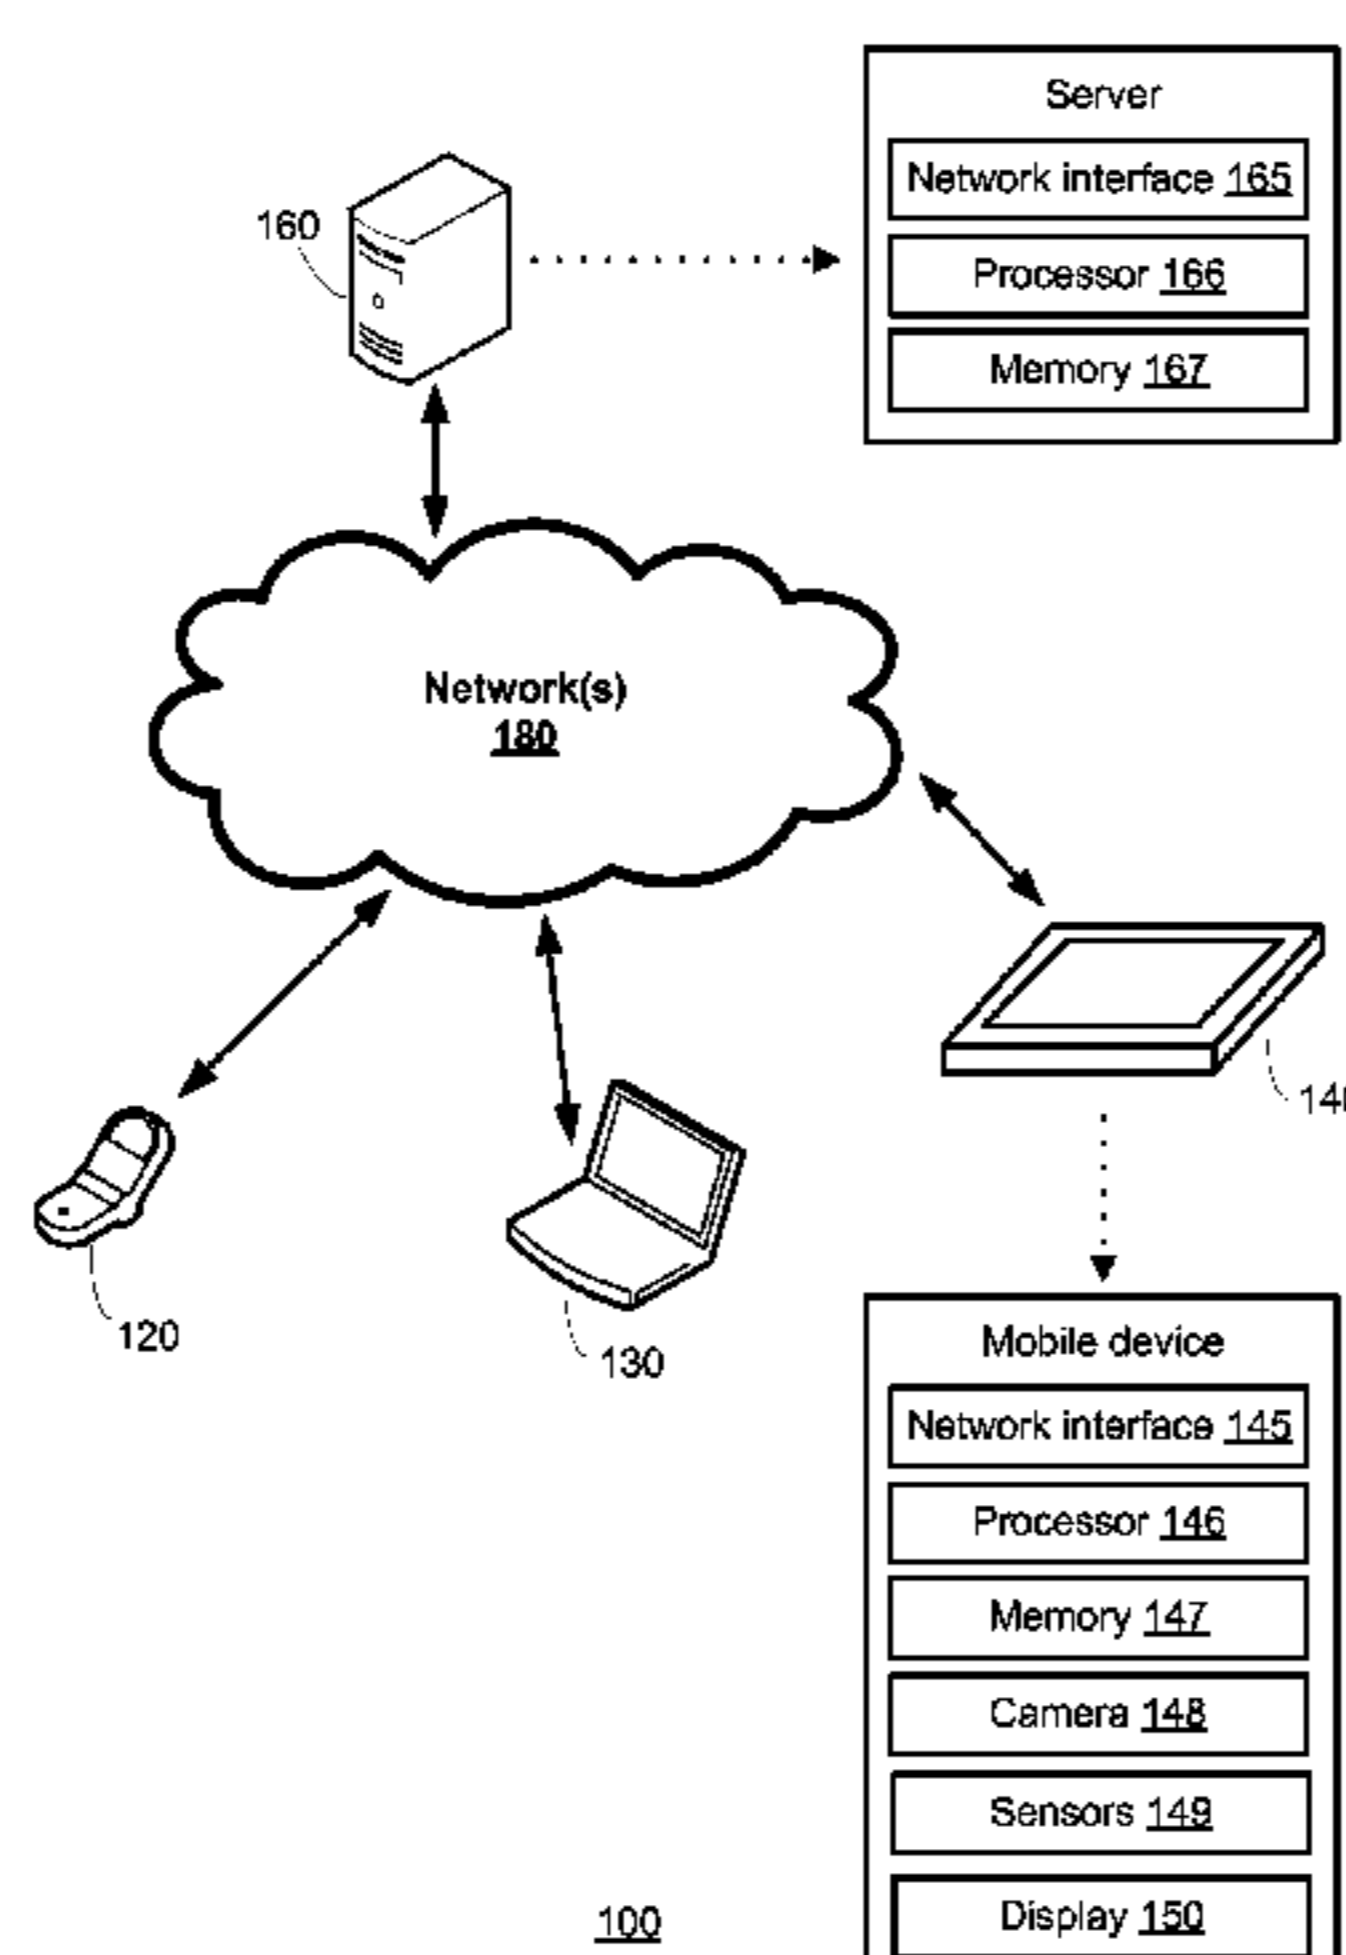 Server
Network interface 165
160
Processor 166
Memory 167
Network(s)
180
120
130
Mobile device
Network interface 145
Processor 146
Memory 147
Camera 148
Sensors 149
Display 150
100